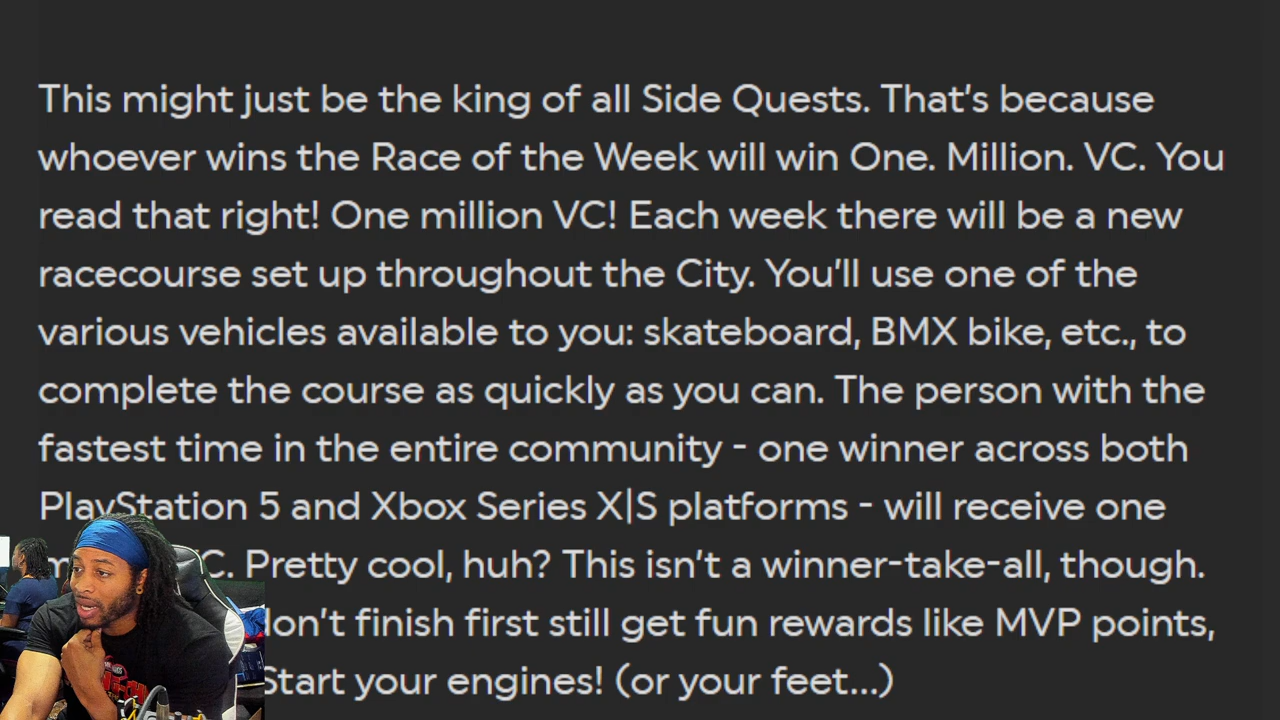 This might just be the king of all Side Quests. That's because
whoever wins the Race of the Week will win One. Million. VC. You
read that right! One million VC! Each week there will be a new
racecourse set up throughout the City. You'll use one of the
various vehicles available to you: skateboard, BMX bike, etc., to
complete the course as quickly as you can. The person with the
fastest time in the entire community - one winner across both
PlayStation 5 and Xbox Series X|S platforms - will receive one
Pretty cool, huh? This isn't a winner-take-all, though.
don't finish first still get fun rewards like MVP points,
Start your engines! (or your feet...)